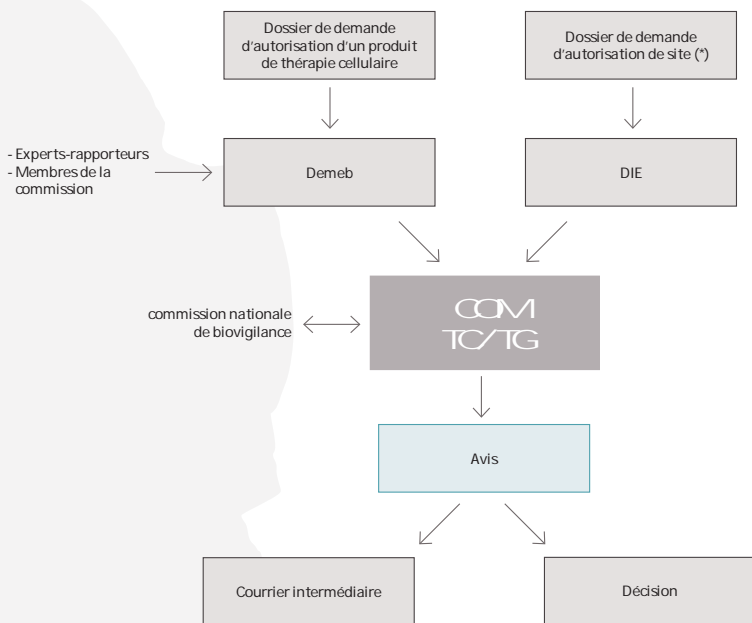 Dossier de demande
d'autorisation d'un produit
de thérapie cellulaire
Dossier de demande
d'autorisation de site (*)
- Experts-rapporteurs
- Membres de la
commission
Demeb
DIE
commission nationale
de biovigilance
COM
TC/TG
Avis
Courrier intermédiaire
Décision